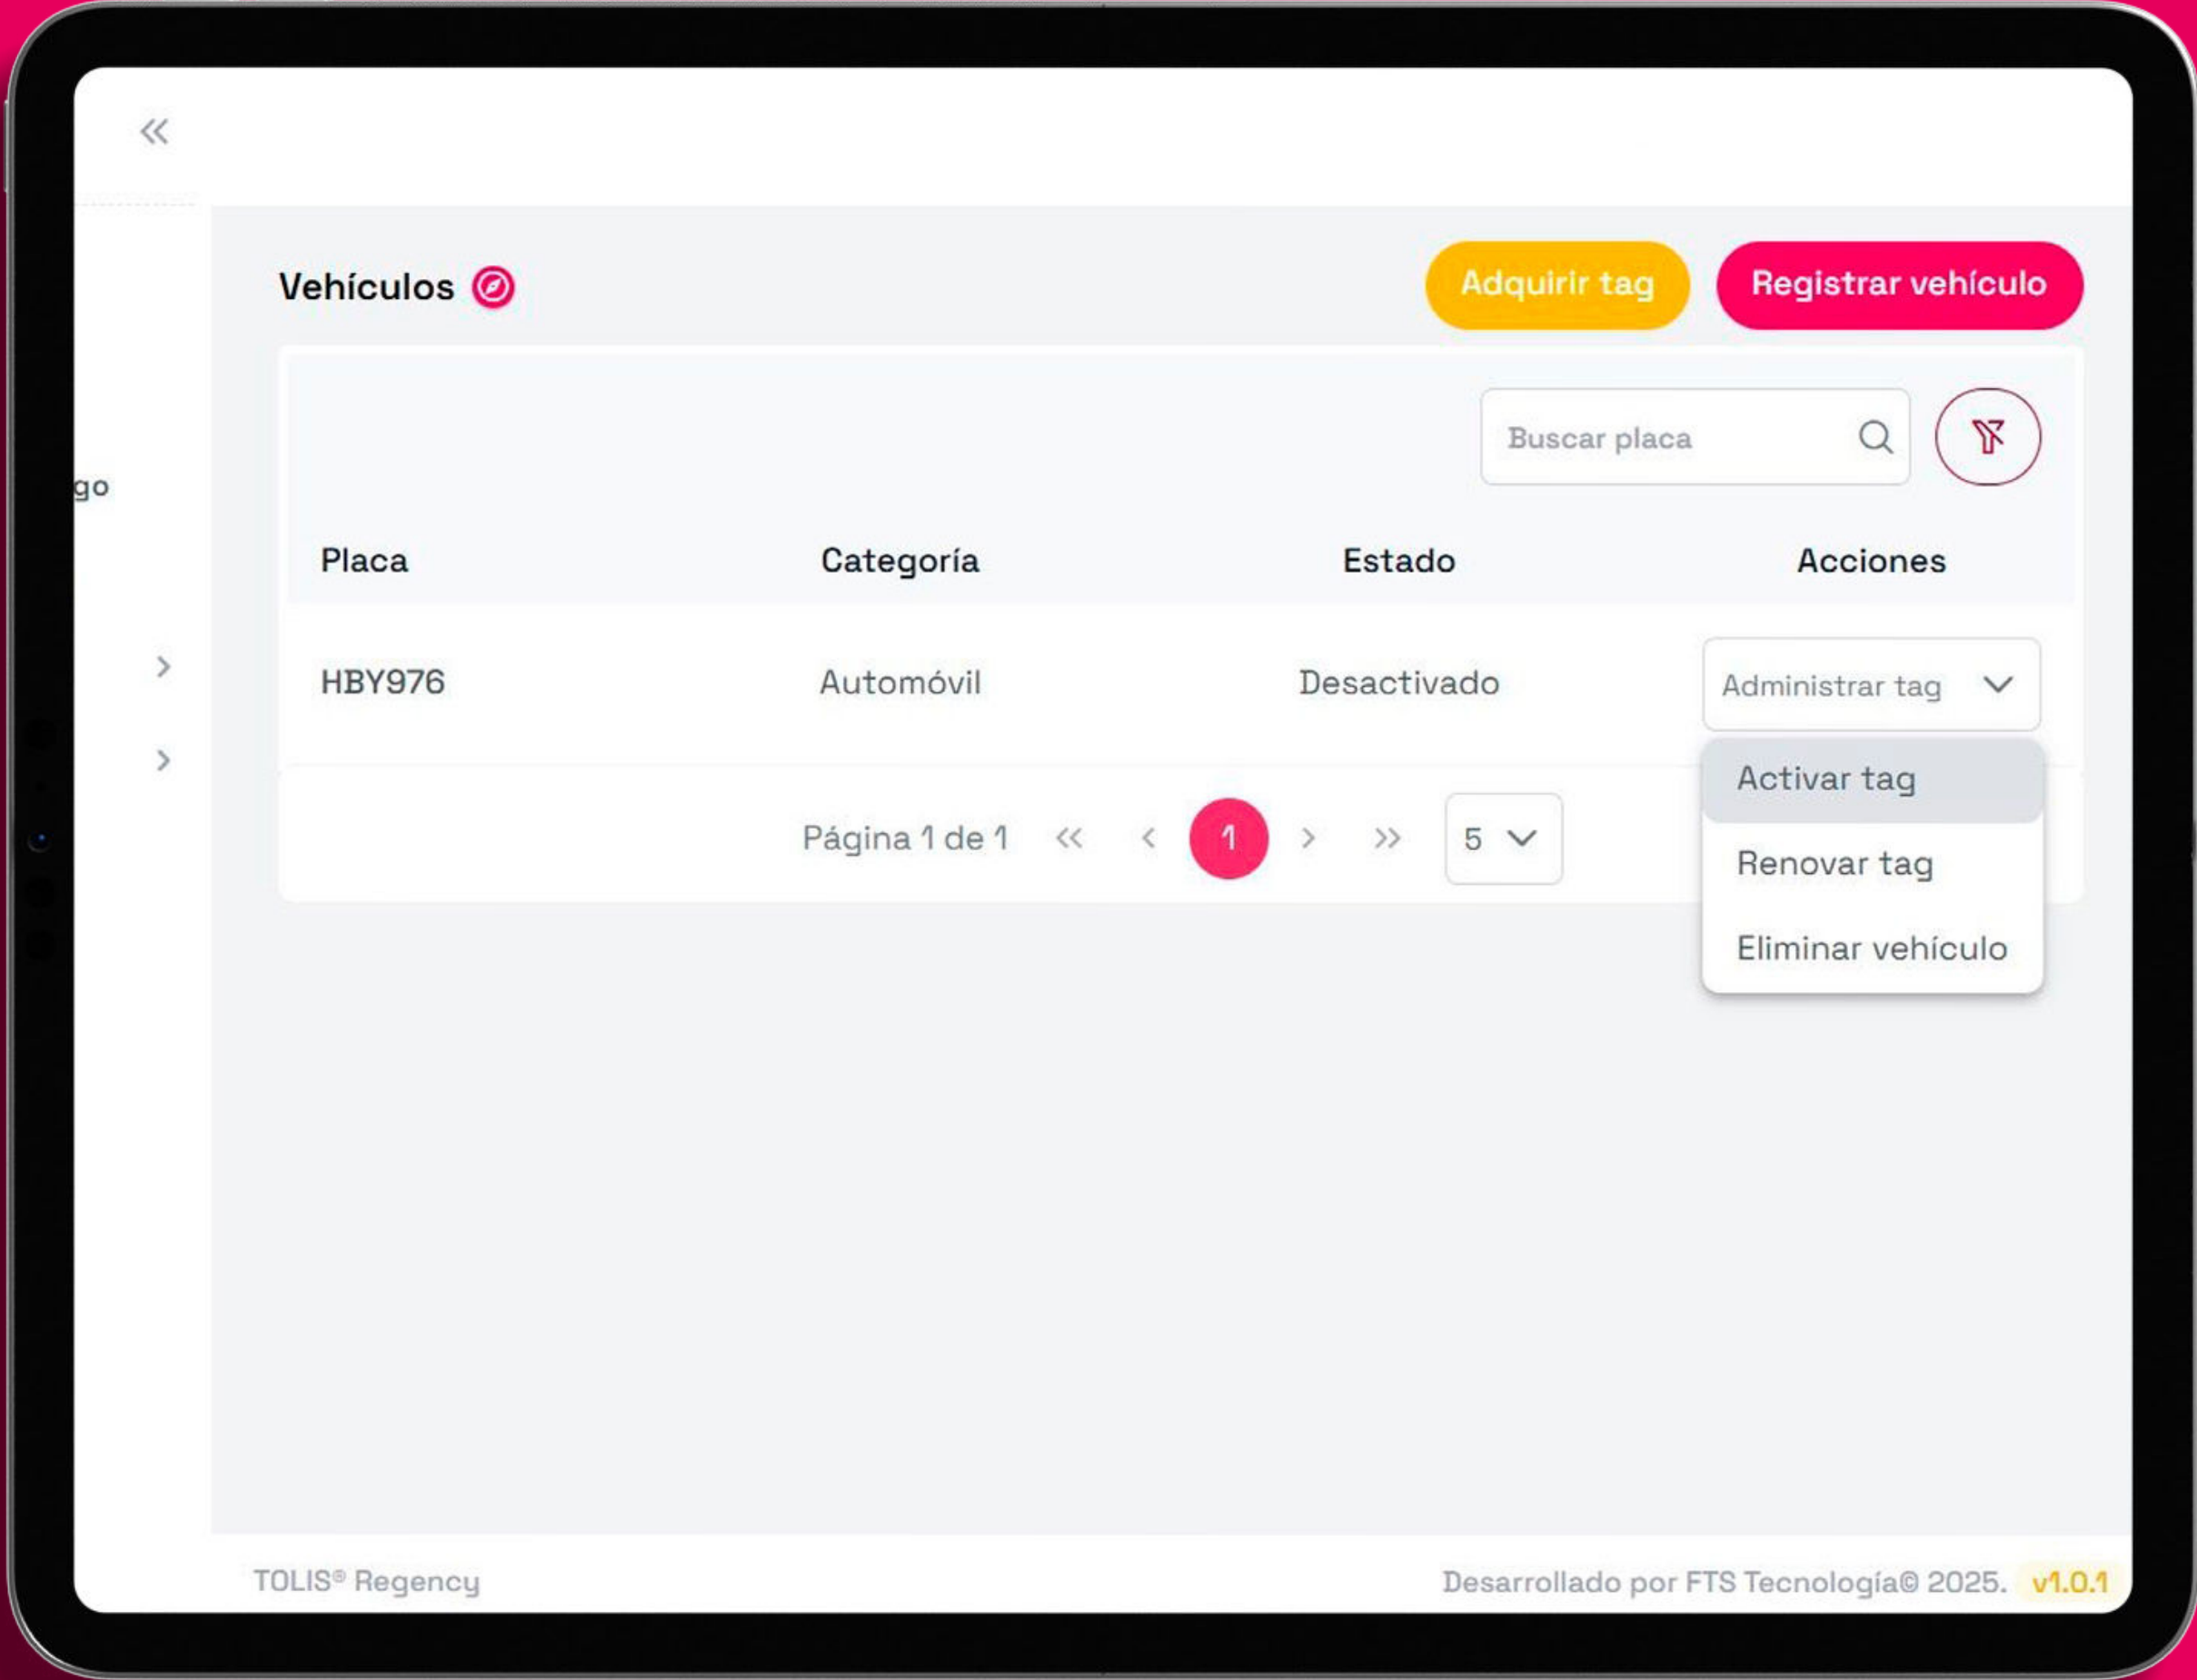 Vehículos
Adquirir tag
Registrar vehículo
Buscar placa
go
Placa Categoría Estado Acciones
HBY976 Automóvil Desactivado Administrar tag
Activar tag
Página 1 de 1 1 5
Renovar tag
Eliminar vehículo
TOLIS® Regency
Desarrollado por FTS Tecnología© 2025. v1.0.1